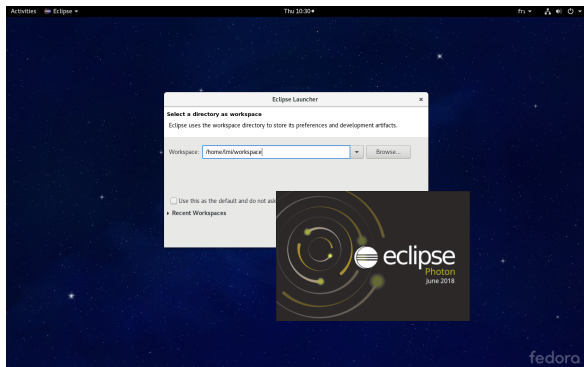 Activities Eclipse Thu 10:30 fr₁
Eclipse Launcher ×
Select a directory as workspace
Eclipse uses the workspace directory to store its preferences and development artifacts.
Workspace: /home/lmi/workspace Browse...
Use this as the default and do not ask
Recent Workspaces
eclipse
Photon
June 2018
fedora